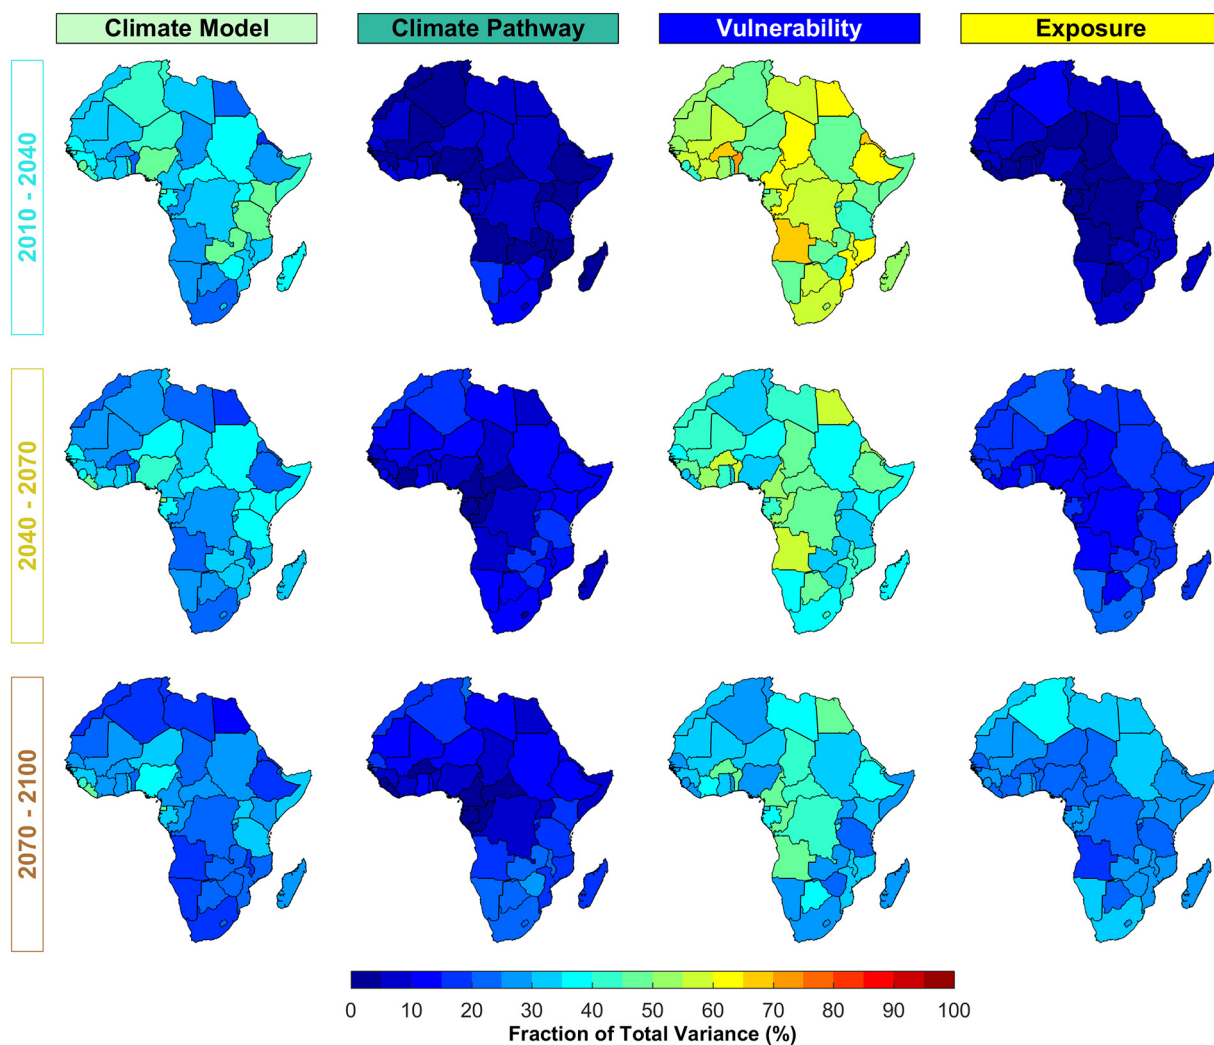 Climate Model
Climate Pathway
Vulnerability
Exposure
2010 - 2040
2040 - 2070
2070 - 2100
0 10 20 30 40 50 60 70 80 90 100
Fraction of Total Variance (%)